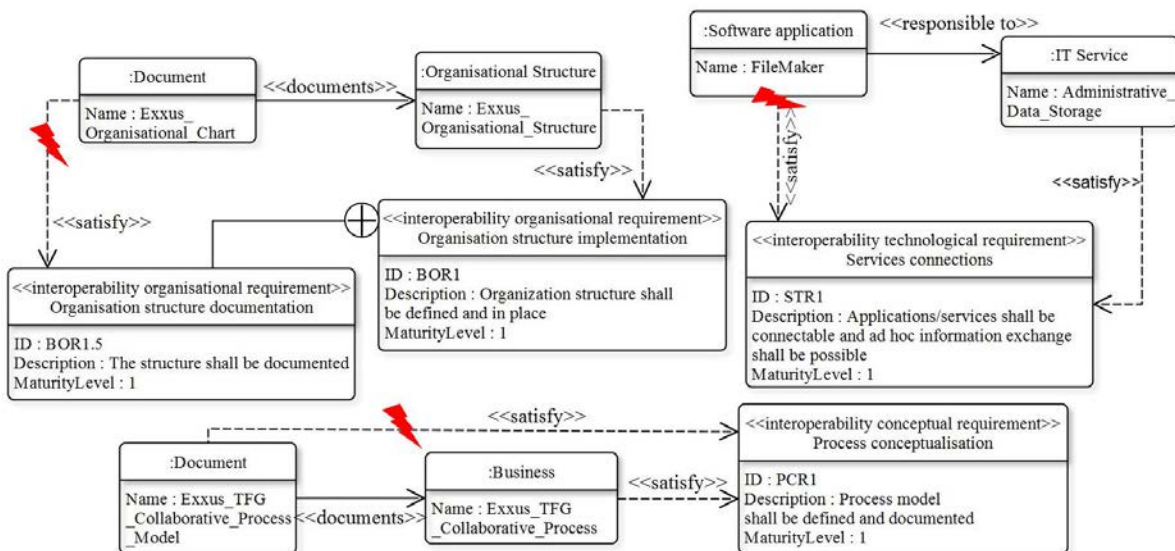 :Document
Name : Exxus_
Organisational_Chart
<<documents>>
:Organisational Structure
Name : Exxus_
Organisational_Structure
:Software application
Name : FileMaker
<<responsible to>>
:IT Service
Name : Administrative_
Data_Storage
<<satisfy>>
<<satisfy>>
<<satisfy>>
<<satisfy>>
<<interoperability organisational requirement>>
Organisation structure documentation
ID : BOR1.5
Description : The structure shall be documented
MaturityLevel : 1
<<interoperability organisational requirement>>
Organisation structure implementation
ID : BOR1
Description : Organization structure shall
be defined and in place
MaturityLevel : 1
<<interoperability technological requirement>>
Services connections
ID : STR1
Description : Applications/services shall be
connectable and ad hoc information exchange
shall be possible
MaturityLevel : 1
<<satisfy>>
:Document
Name : Exxus_TFG
_Collaborative_Process
_Model
<<documents>>
:Business
Name : Exxus_TFG
_Collaborative_Process
<<satisfy>>
<<interoperability conceptual requirement>>
Process conceptualisation
ID : PCR1
Description : Process model
shall be defined and documented
MaturityLevel : 1